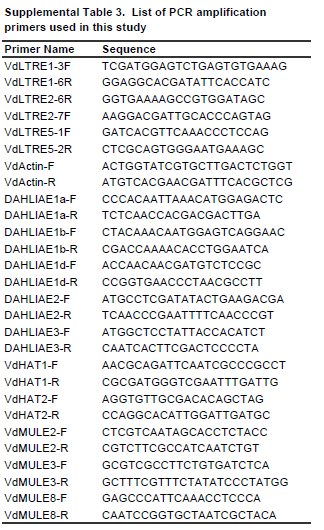 Supplemental Table 3. List of PCR amplification
primers used in this study
Primer Name Sequence
VdLTRE1-3F TCGATGGAGTCTGAGTGTGAAAG
VdLTRE1-6R GGAGGCACGATATTCACCATC
VdLTRE2-6R GGTGAAAAGCCGTGGATAGC
VdLTRE2-7F AAGGACGATTGCACCCAGTAG
VdLTRE5-1F GATCACGTTCAAACCCTCCAG
VdLTRE5-2R CTCGCAGTGGGAATGAAAGC
VdActin-F ACTGGTATCGTGCTTGACTCTGGT
VdActin-R ATGTCACGAACGATTTCACGCTCG
DAHLIAE1a-F CCCACAATTAAACATGGAGACTC
DAHLIAE1a-R TCTCAACCACGACGACTTGA
DAHLIAE1b-F CTACAAACAATGGAGTCAGGAAC
DAHLIAE1b-R CGACCAAAACACCTGGAATCA
DAHLIAE1d-F ACCAACAACGATGTCTCCGC
DAHLIAE1d-R CCGGTGAACCCTAACGCCTT
DAHLIAE2-F ATGCCTCGATATACTGAAGACGA
DAHLIAE2-R TCAACCCGAATTTTCAACCCGT
DAHLIAE3-F ATGGCTCCTATTACCACATCT
DAHLIAE3-R CAATCACTTCGACTCCCCTA
VdHAT1-F AACGCAGATTCAATCGCCCGCCT
VdHAT1-R CGCGATGGGTCGAATTTGATTG
VdHAT2-F AGGTGTTGCGACACAGCTAG
VdHAT2-R CCAGGCACATTGGATTGATGC
VdMULE2-F CTCGTCAATAGCACCTCTACC
VdMULE2-R CGTCTTCGCCATCAATCTGT
VdMULE3-F GCGTCGCCTTCTGTGATCTCA
VdMULE3-R GCTTTCGTTTCTATATCCCTATGG
VdMULE8-F GAGCCCATTCAAACCTCCCA
VdMULE8-R CAATCCGGTGCTAATCGCTACA